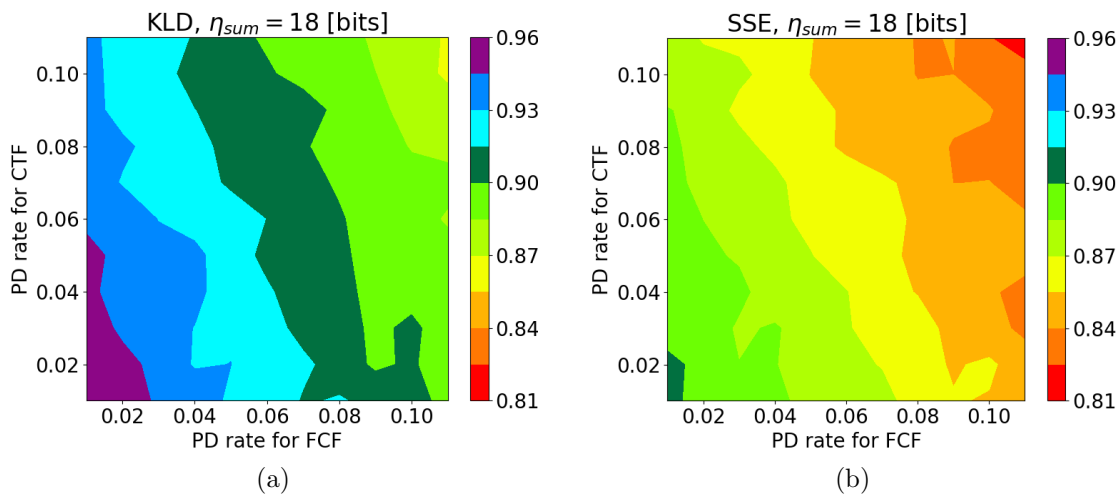 KLD, η_sum = 18 [bits]
PD rate for CTF
0.10
0.08
0.06
0.04
0.02
0.02 0.04 0.06 0.08 0.10
PD rate for FCF
0.96
0.93
0.90
0.87
0.84
0.81
(a)
SSE, η_sum = 18 [bits]
PD rate for CTF
0.10
0.08
0.06
0.04
0.02
0.02 0.04 0.06 0.08 0.10
PD rate for FCF
0.96
0.93
0.90
0.87
0.84
0.81
(b)